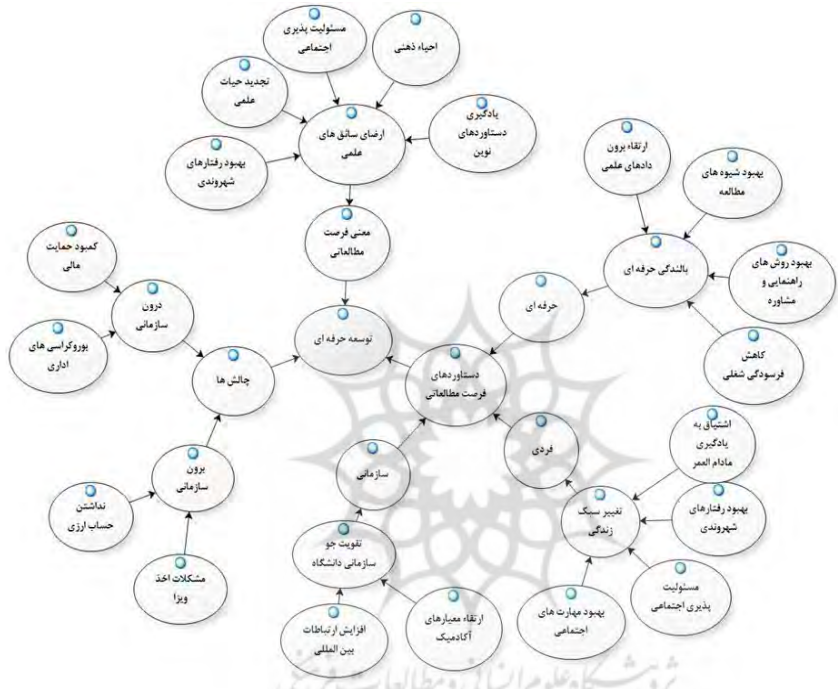 مسئولیت پذیری
اجتماعی
احیاء ذهنی
تجدید حیات
علمی
ارضای سائق های
علمی
یادگیری
دستاوردهای
نوین
بهبود رفتارهای
شهروندی
معنی فرصت
مطالعاتی
ارتقاء برون
دادهای علمی
بهبود شیوه های
مطالعه
بالندگی حرفه ای
بهبود روش های
راهنمایی و
مشاوره
کاهش
فرسودگی شغلی
حرفه ای
کمبود حمایت
مالی
درون
سازمانی
بوروکراسی های
اداری
چالش ها
توسعه حرفه ای
دستاوردهای
فرصت مطالعاتی
برون
سازمانی
نداشتن
حساب ارزی
مشکلات اخذ
ویزا
سازمانی
تقویت جو
سازمانی دانشگاه
افزایش ارتباطات
بین المللی
ارتقاء معیارهای
آکادمیک
فردی
اشتیاق به
یادگیری
مادام العمر
تغییر سبک
زندگی
بهبود رفتارهای
شهروندی
مسئولیت
پذیری اجتماعی
بهبود مهارت های
اجتماعی
پژوهشگاه علوم انسانی و مطالعات فرهنگی